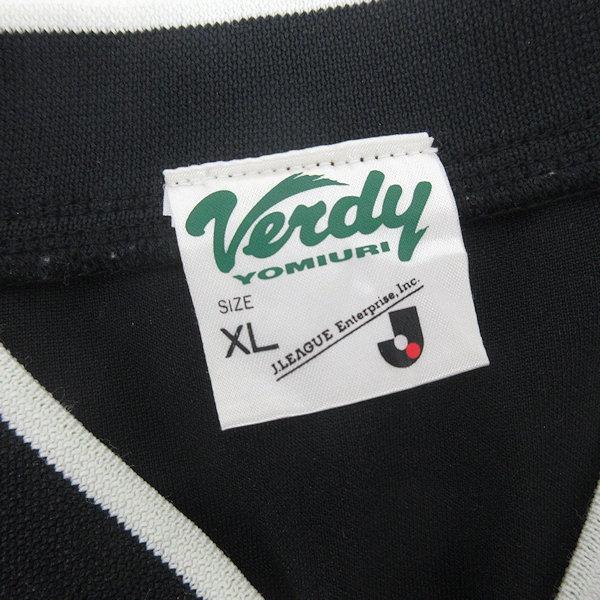 Verdy
YOMIURI
SIZE
XL
J.LEAGUE Enterprise, Inc.